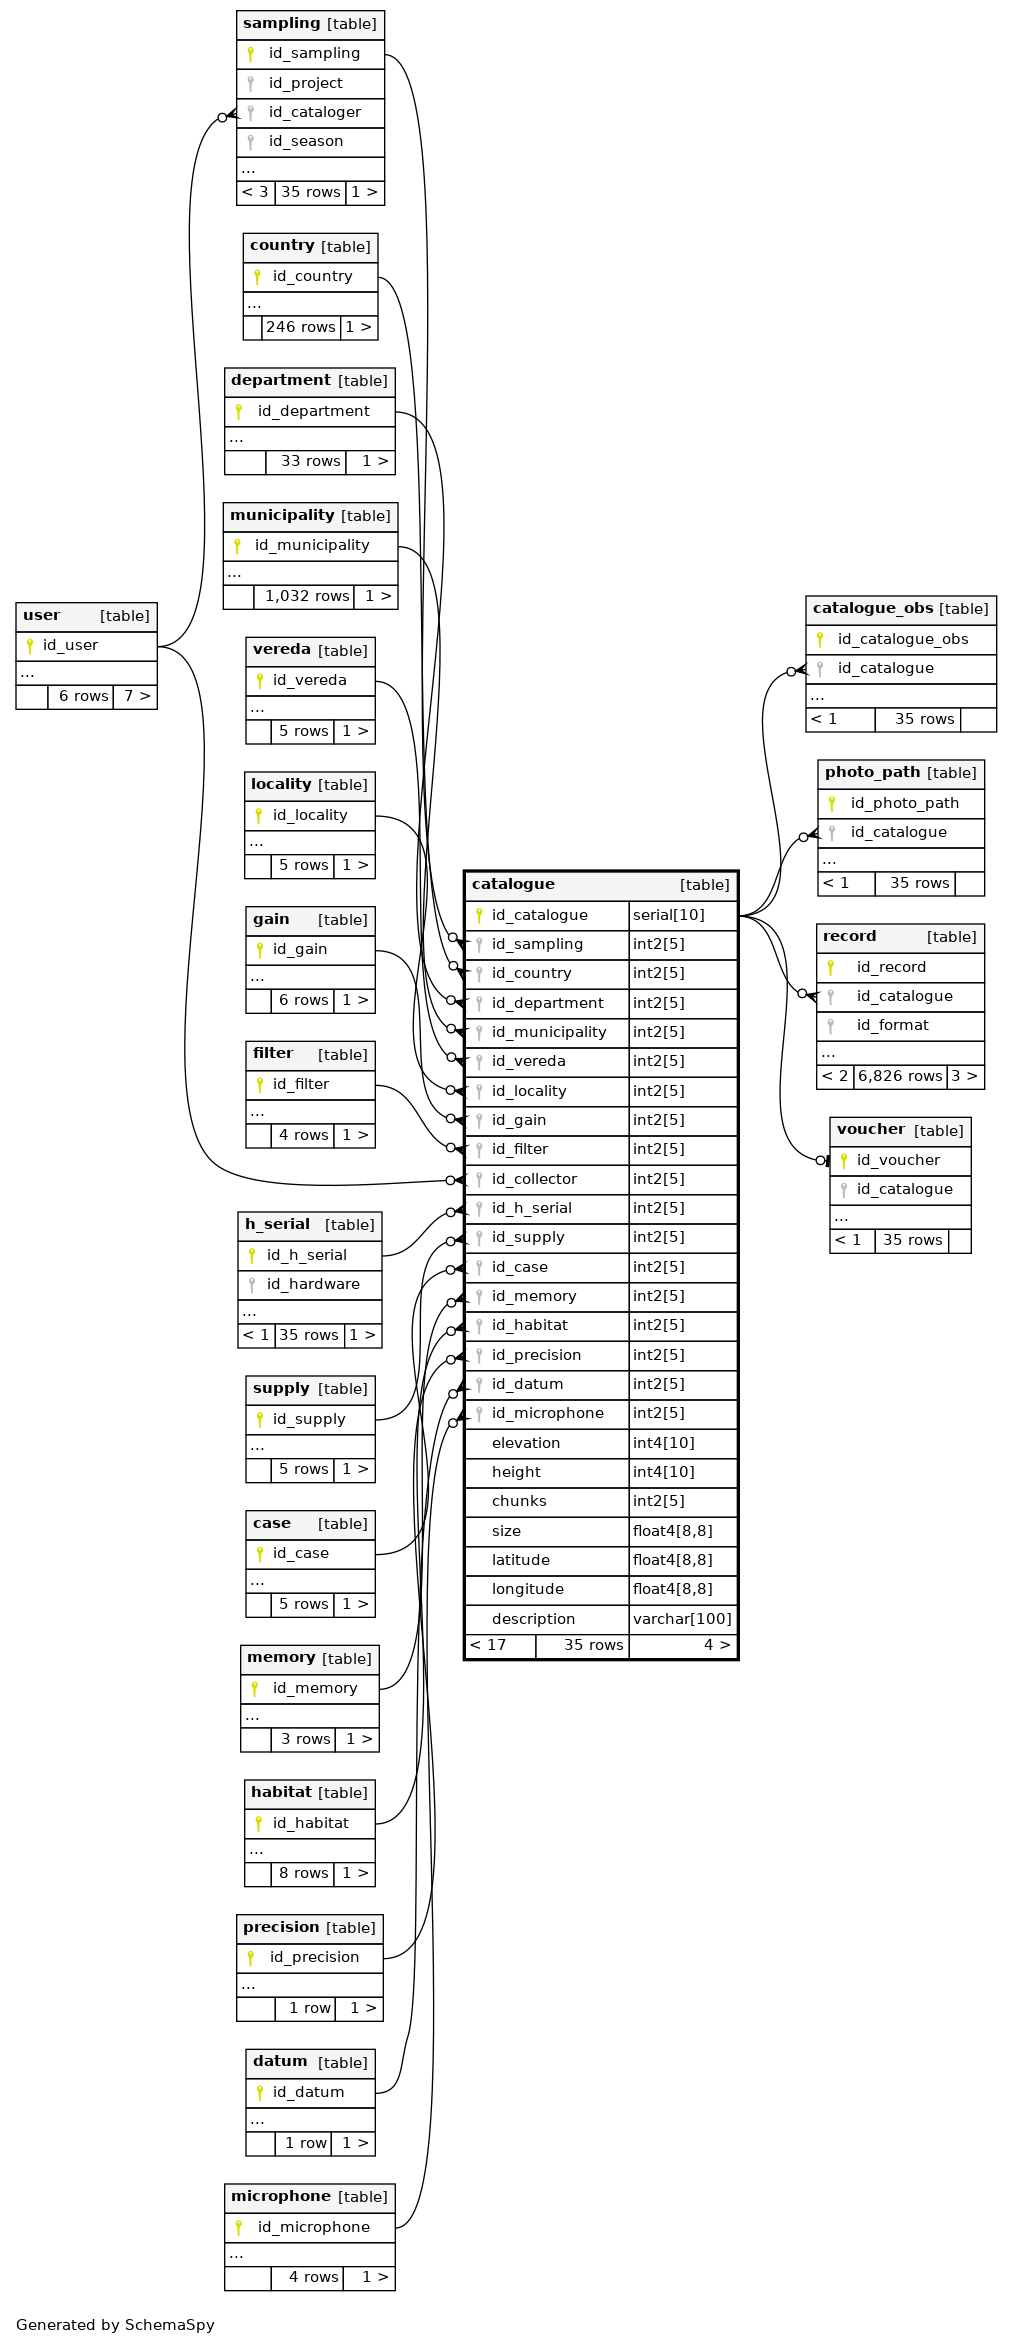 sampling [table]
id_sampling
id_project
id_cataloger
id_season
...
< 3 35 rows 1 >
country [table]
id_country
...
246 rows 1 >
department [table]
id_department
...
33 rows 1 >
municipality [table]
id_municipality
...
1,032 rows 1 >
user [table]
id_user
...
6 rows 7 >
vereda [table]
id_vereda
...
5 rows 1 >
locality [table]
id_locality
...
5 rows 1 >
gain [table]
id_gain
...
6 rows 1 >
filter [table]
id_filter
...
4 rows 1 >
h_serial [table]
id_h_serial
id_hardware
...
< 1 35 rows 1 >
supply [table]
id_supply
...
5 rows 1 >
case [table]
id_case
...
5 rows 1 >
memory [table]
id_memory
...
3 rows 1 >
habitat [table]
id_habitat
...
8 rows 1 >
precision [table]
id_precision
...
1 row 1 >
datum [table]
id_datum
...
1 row 1 >
microphone [table]
id_microphone
...
4 rows 1 >
catalogue [table]
id_catalogue serial[10]
id_sampling int2[5]
id_country int2[5]
id_department int2[5]
id_municipality int2[5]
id_vereda int2[5]
id_locality int2[5]
id_gain int2[5]
id_filter int2[5]
id_collector int2[5]
id_h_serial int2[5]
id_supply int2[5]
id_case int2[5]
id_memory int2[5]
id_habitat int2[5]
id_precision int2[5]
id_datum int2[5]
id_microphone int2[5]
elevation int4[10]
height int4[10]
chunks int2[5]
size float4[8,8]
latitude float4[8,8]
longitude float4[8,8]
description varchar[100]
< 17 35 rows 4 >
catalogue_obs [table]
id_catalogue_obs
id_catalogue
...
< 1 35 rows
photo_path [table]
id_photo_path
id_catalogue
...
< 1 35 rows
record [table]
id_record
id_catalogue
id_format
...
< 2 6,826 rows 3 >
voucher [table]
id_voucher
id_catalogue
...
< 1 35 rows
Generated by SchemaSpy